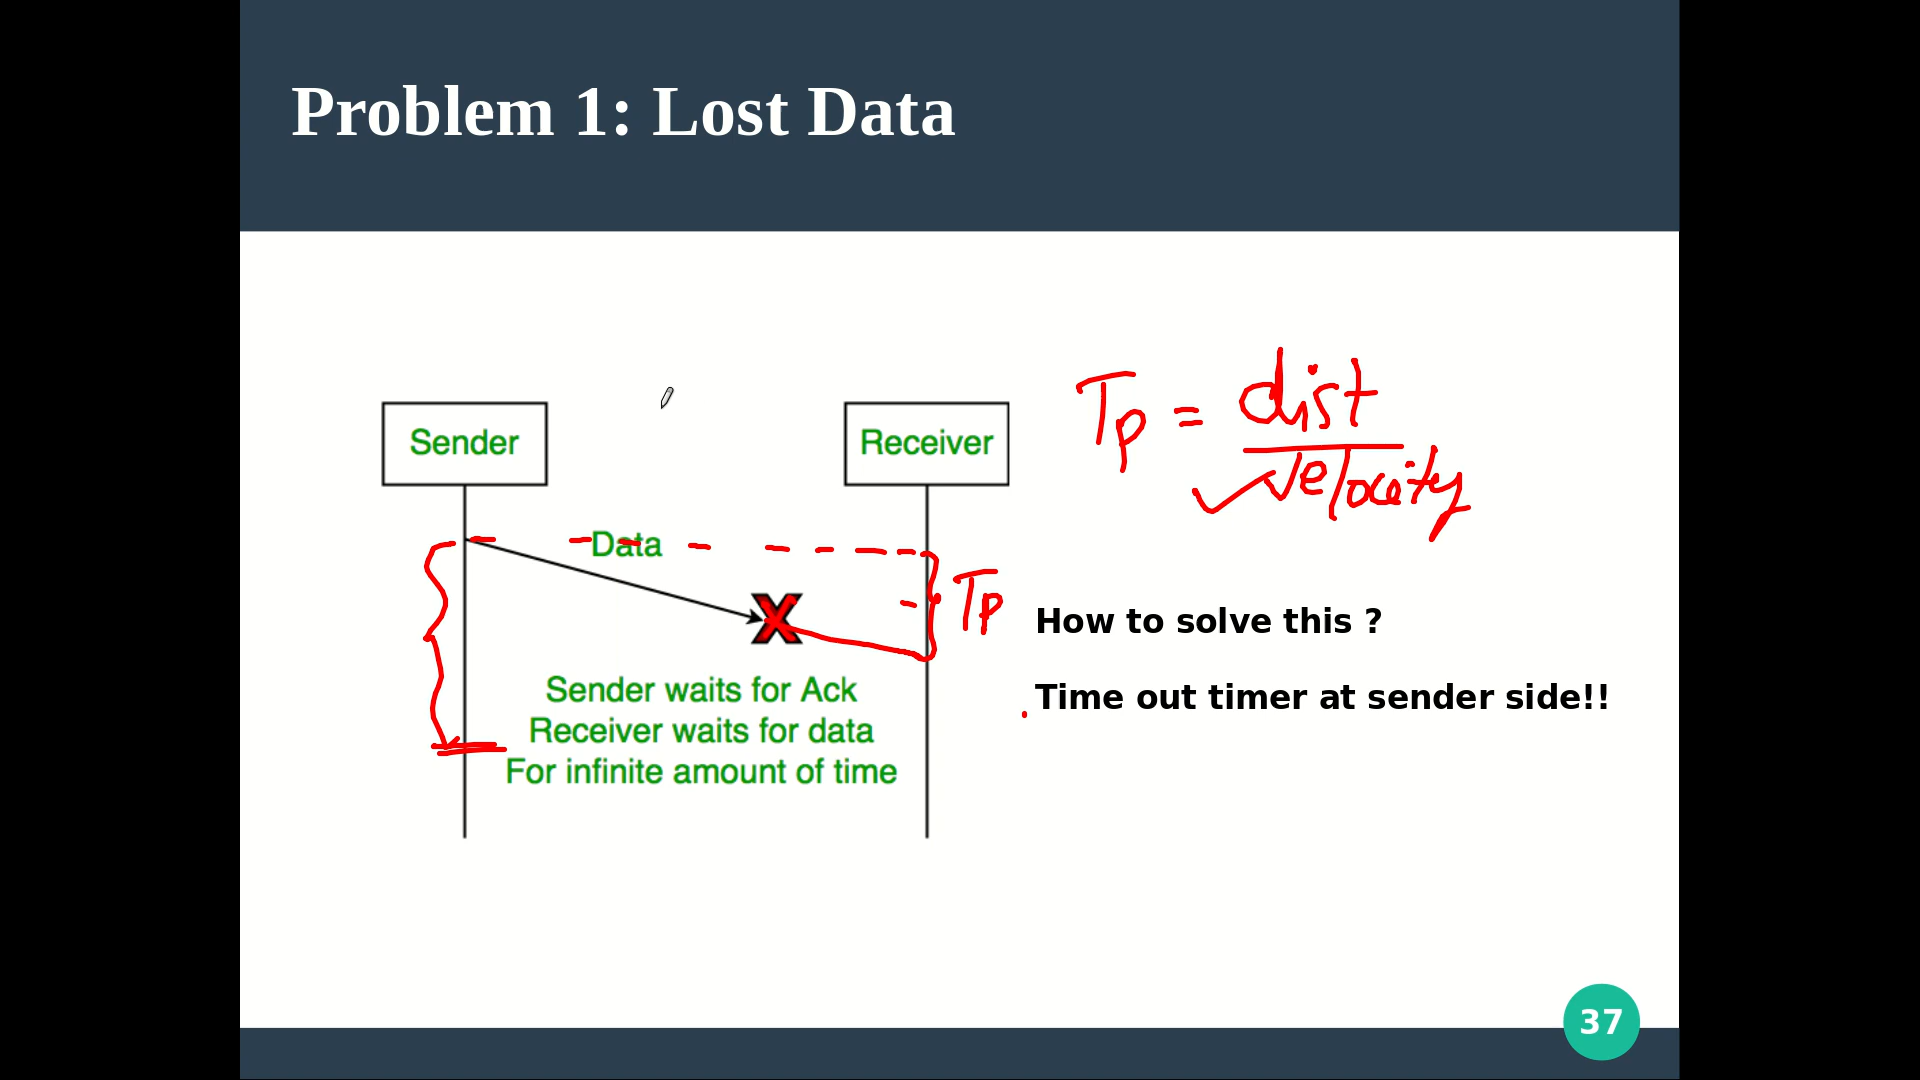 Problem 1: Lost Data
Sender
Receiver
Tp = dist
velocity
Data
Tp
How to solve this ?
Sender waits for Ack
Receiver waits for data
For infinite amount of time
Time out timer at sender side!!
37